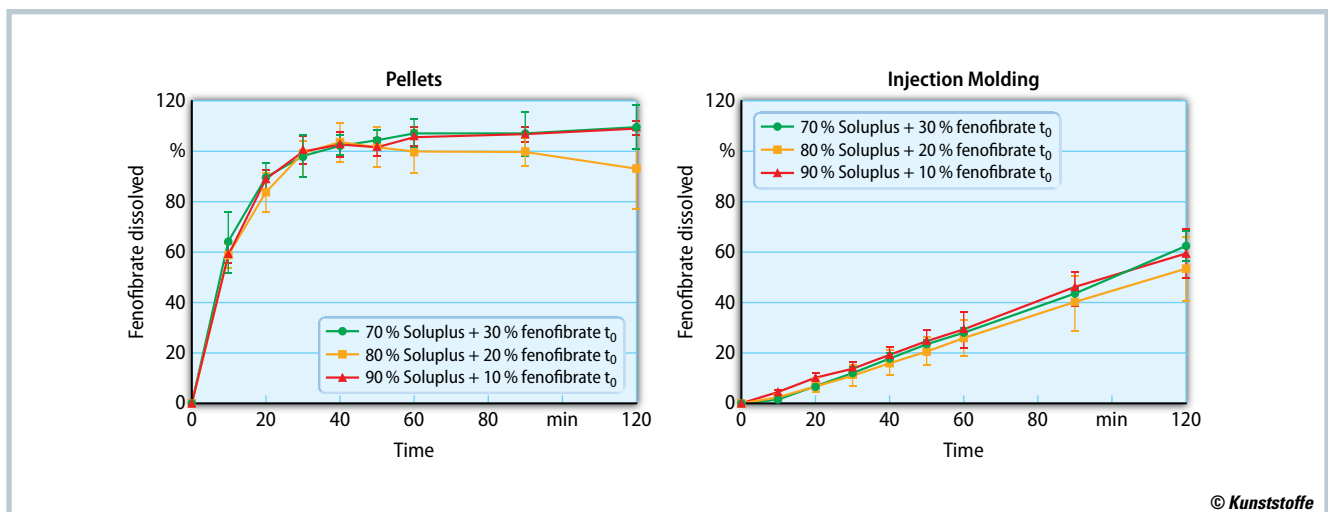 Pellets
120
%
80
60
40
20
0
Fenofibrate dissolved
70 % Soluplus + 30 % fenofibrate t0
80 % Soluplus + 20 % fenofibrate t0
90 % Soluplus + 10 % fenofibrate t0
0 20 40 60 80 min 120
Time
Injection Molding
120
%
80
60
40
20
0
Fenofibrate dissolved
70 % Soluplus + 30 % fenofibrate t0
80 % Soluplus + 20 % fenofibrate t0
90 % Soluplus + 10 % fenofibrate t0
0 20 40 60 80 min 120
Time
© Kunststoffe